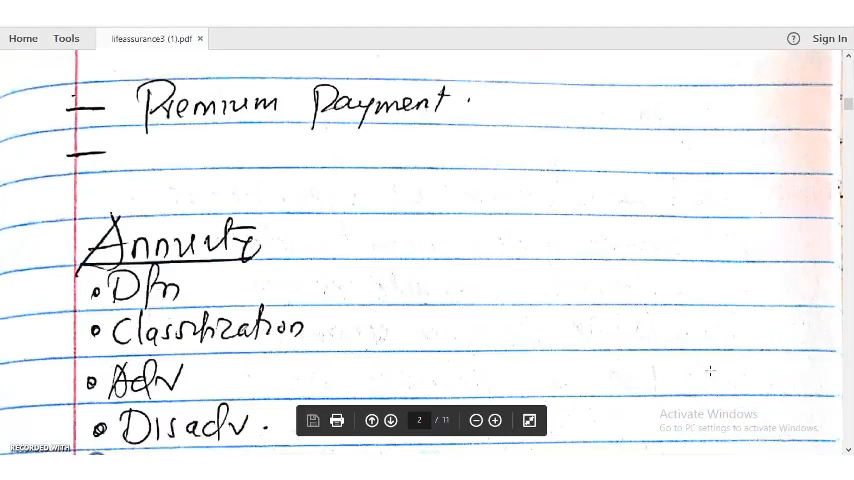 Home Tools lifeassurance3 (1).pdf × ? Sign In
— Premium Payment.
—
Annuity
• Dfn
• Classification
• Adv
• Disadv.
2 / 11
Activate Windows
Go to PC settings to activate Windows.
RECORDED WITH